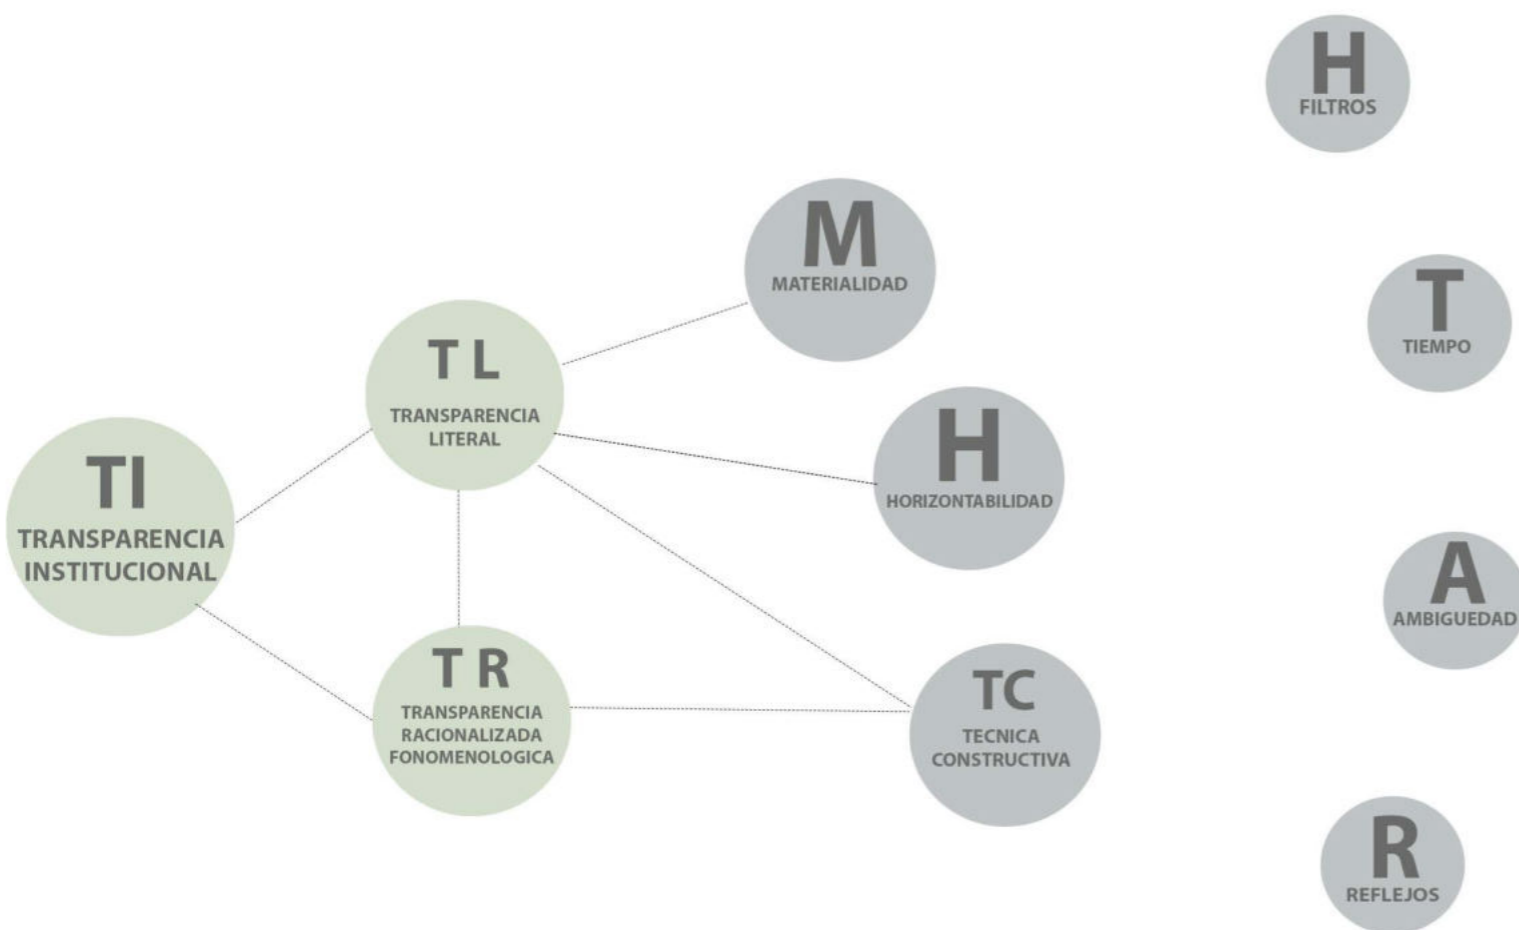 TI
TRANSPARENCIA
INSTITUCIONAL
T L
TRANSPARENCIA
LITERAL
T R
TRANSPARENCIA
RACIONALIZADA
FONOMENOLOGICA
M
MATERIALIDAD
H
HORIZONTABILIDAD
TC
TECNICA
CONSTRUCTIVA
H
FILTROS
T
TIEMPO
A
AMBIGUEDAD
R
REFLEJOS